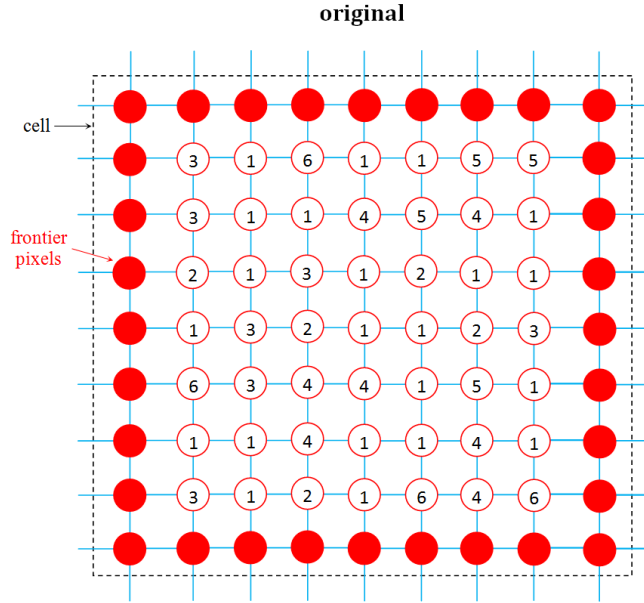 original
cell
3 1 6 1 1 5 5
3 1 1 4 5 4 1
frontier
pixels
2 1 3 1 2 1 1
1 3 2 1 1 2 3
6 3 4 4 1 5 1
1 1 4 1 1 4 1
3 1 2 1 6 4 6